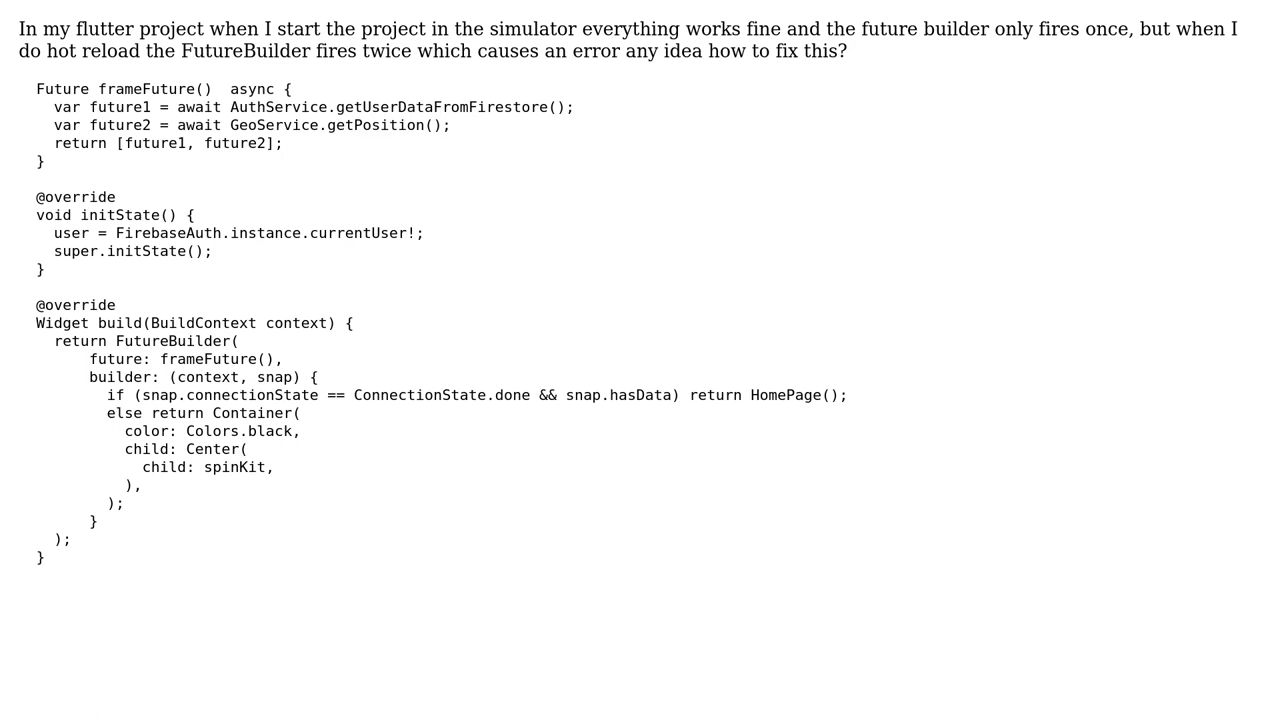 In my flutter project when I start the project in the simulator everything works fine and the future builder only fires once, but when I
do hot reload the FutureBuilder fires twice which causes an error any idea how to fix this?
Future frameFuture()  async {
  var future1 = await AuthService.getUserDataFromFirestore();
  var future2 = await GeoService.getPosition();
  return [future1, future2];
}

@override
void initState() {
  user = FirebaseAuth.instance.currentUser!;
  super.initState();
}

@override
Widget build(BuildContext context) {
  return FutureBuilder(
      future: frameFuture(),
      builder: (context, snap) {
        if (snap.connectionState == ConnectionState.done && snap.hasData) return HomePage();
        else return Container(
          color: Colors.black,
          child: Center(
            child: spinKit,
          ),
        );
      }
  );
}